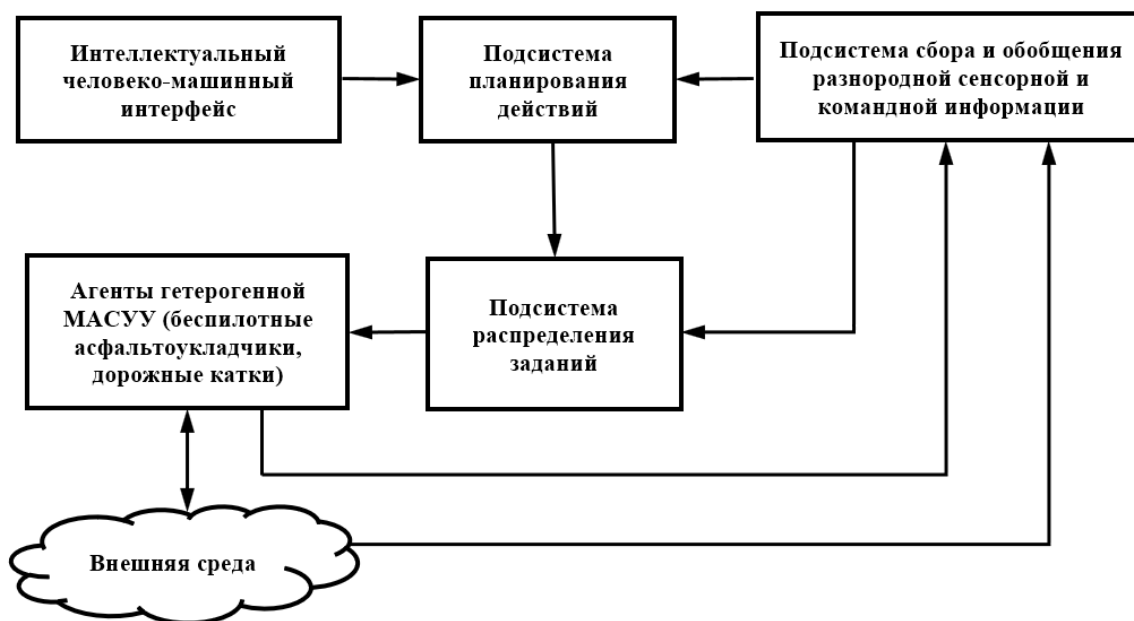 Интеллектуальный
человеко-машинный
интерфейс
Подсистема
планирования
действий
Подсистема сбора и обобщения
разнородной сенсорной и
командной информации
Агенты гетерогенной
МАСУУ (беспилотные
асфальтоукладчики,
дорожные катки)
Подсистема
распределения
заданий
Внешняя среда